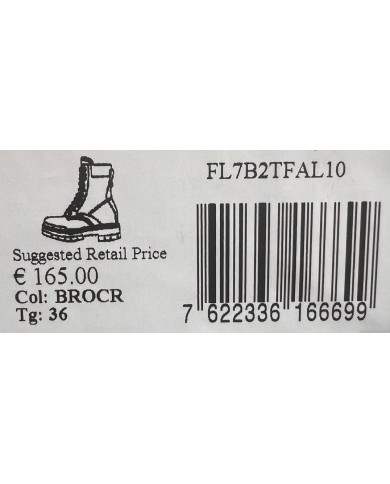 FL7B2TFAL10
Suggested Retail Price
€ 165.00
Col: BROCR
Tg: 36
7 622336 166699